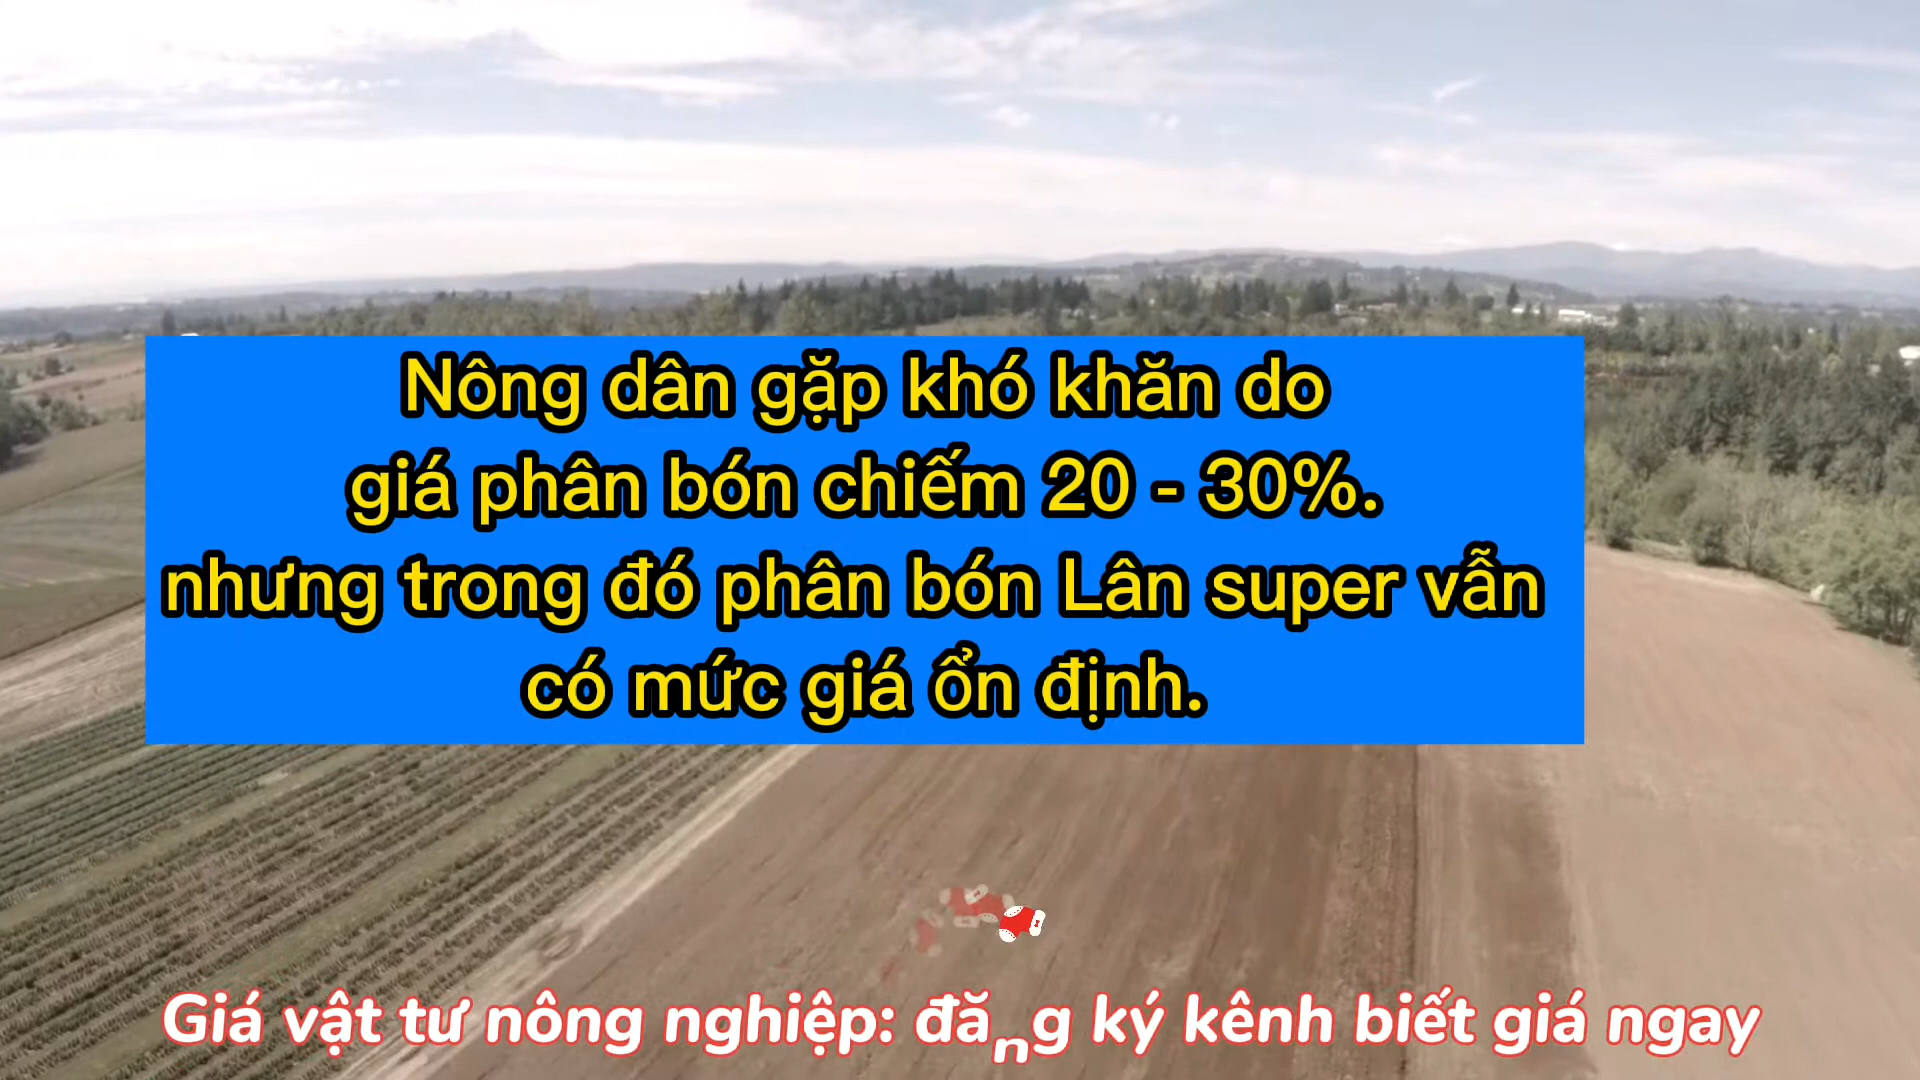 Nông dân gặp khó khăn do
giá phân bón chiếm 20 - 30%.
nhưng trong đó phân bón Lân super vẫn
có mức giá ổn định.
Giá vật tư nông nghiệp: đăng ký kênh biết giá ngay